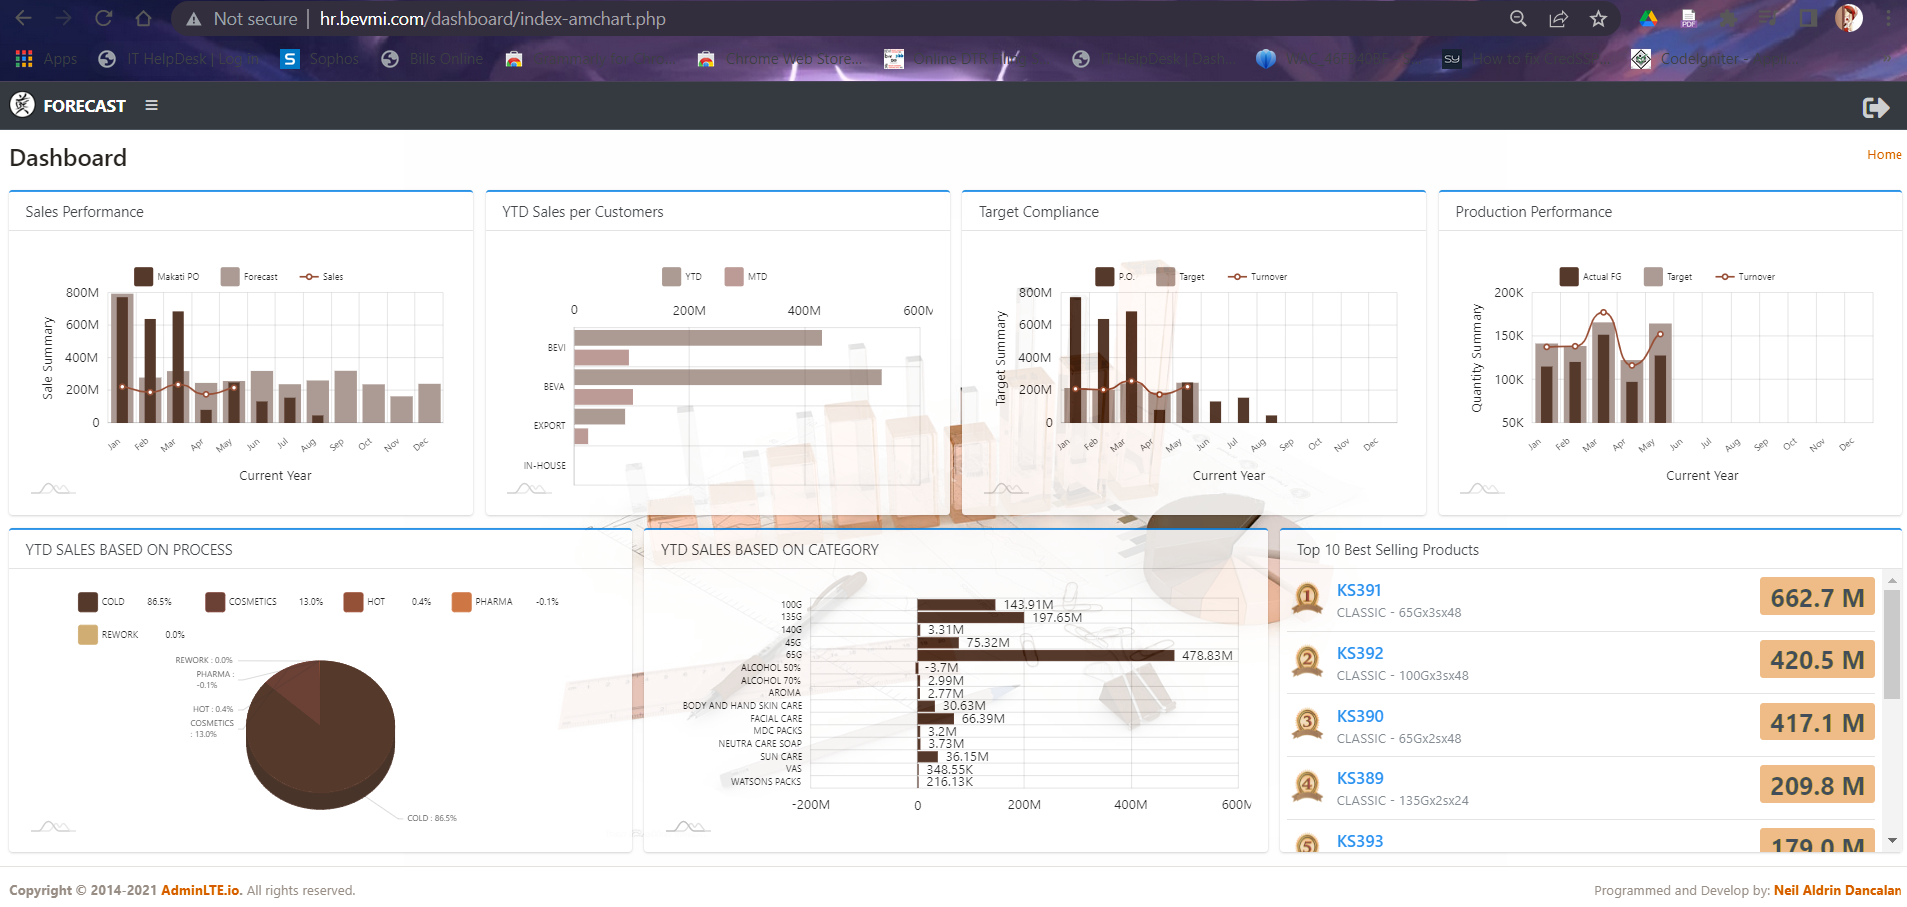 Not secure | hr.bevmi.com/dashboard/index-amchart.php
Apps
IT HelpDesk | Log in
Sophos
Bills Online
Chrome Web Store...
Online DTR
IT HelpDesk | Dash...
How to fix
CodeIgniter -
FORECAST
Dashboard
Home
Sales Performance
Makati PO
Forecast
Sales
800M
600M
400M
200M
0
Sale Summary
Jan
Feb
Mar
Apr
May
Jun
Jul
Aug
Sep
Oct
Nov
Dec
Current Year
YTD Sales per Customers
YTD
MTD
0
200M
400M
600M
BEVI
BEVA
EXPORT
IN-HOUSE
Target Compliance
P.O.
Target
Turnover
800M
600M
400M
200M
0
Target Summary
Jan
Feb
Mar
Apr
May
Jun
Jul
Aug
Sep
Oct
Nov
Dec
Current Year
Production Performance
Actual FG
Target
Turnover
200K
150K
100K
50K
Quantity Summary
Jan
Feb
Mar
Apr
May
Jun
Jul
Aug
Sep
Oct
Nov
Dec
Current Year
YTD SALES BASED ON PROCESS
COLD 86.5%
COSMETICS 13.0%
HOT 0.4%
PHARMA -0.1%
REWORK 0.0%
REWORK : 0.0%
PHARMA :
-0.1%
HOT : 0.4%
COSMETICS
: 13.0%
COLD : 86.5%
YTD SALES BASED ON CATEGORY
100G 143.91M
135G 197.65M
140G 3.31M
45G 75.32M
65G 478.83M
ALCOHOL 50% -3.7M
ALCOHOL 70% 2.99M
AROMA 2.77M
BODY AND HAND SKIN CARE 30.63M
FACIAL CARE 66.39M
MDC PACKS 3.2M
NEUTRA CARE SOAP 3.73M
SUN CARE 36.15M
VAS 348.55K
WATSONS PACKS 216.13K
-200M
0
200M
400M
600M
Top 10 Best Selling Products
1
KS391
CLASSIC - 65Gx3sx48
662.7 M
2
KS392
CLASSIC - 100Gx3sx48
420.5 M
3
KS390
CLASSIC - 65Gx2sx48
417.1 M
4
KS389
CLASSIC - 135Gx2sx24
209.8 M
5
KS393
179.0 M
Copyright © 2014-2021 AdminLTE.io. All rights reserved.
Programmed and Develop by: Neil Aldrin Dancalan